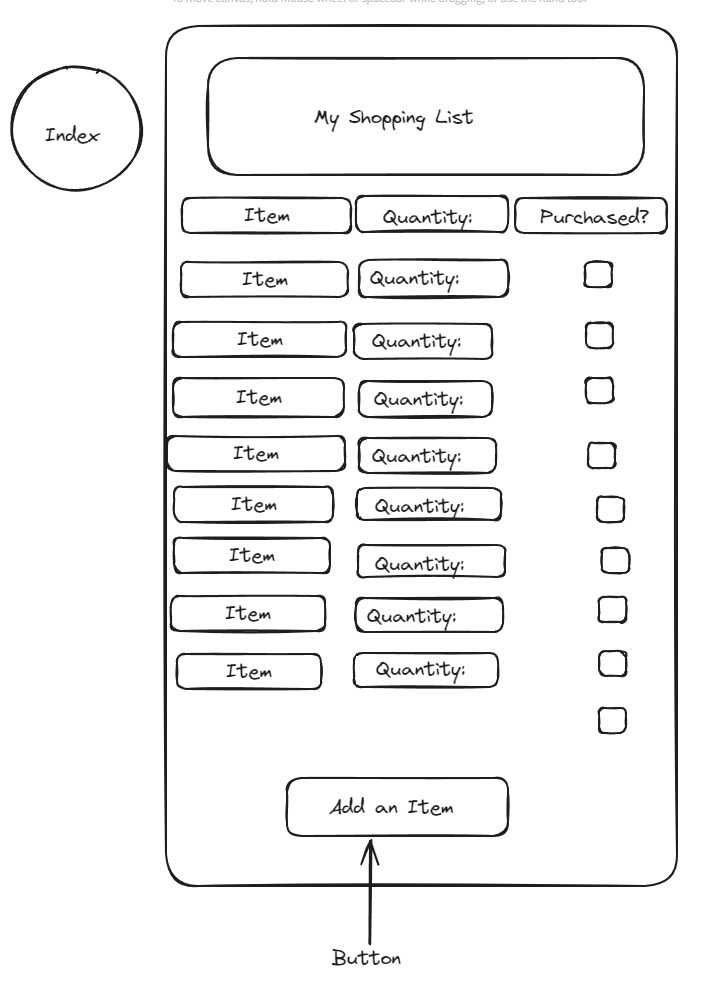 To move canvas, hold mouse wheel or spacebar while dragging, or use the hand tool
Index
My Shopping List
Item Quantity: Purchased?
Item Quantity:
Item Quantity:
Item Quantity:
Item Quantity:
Item Quantity:
Item Quantity:
Item Quantity:
Item Quantity:
Add an Item
Button